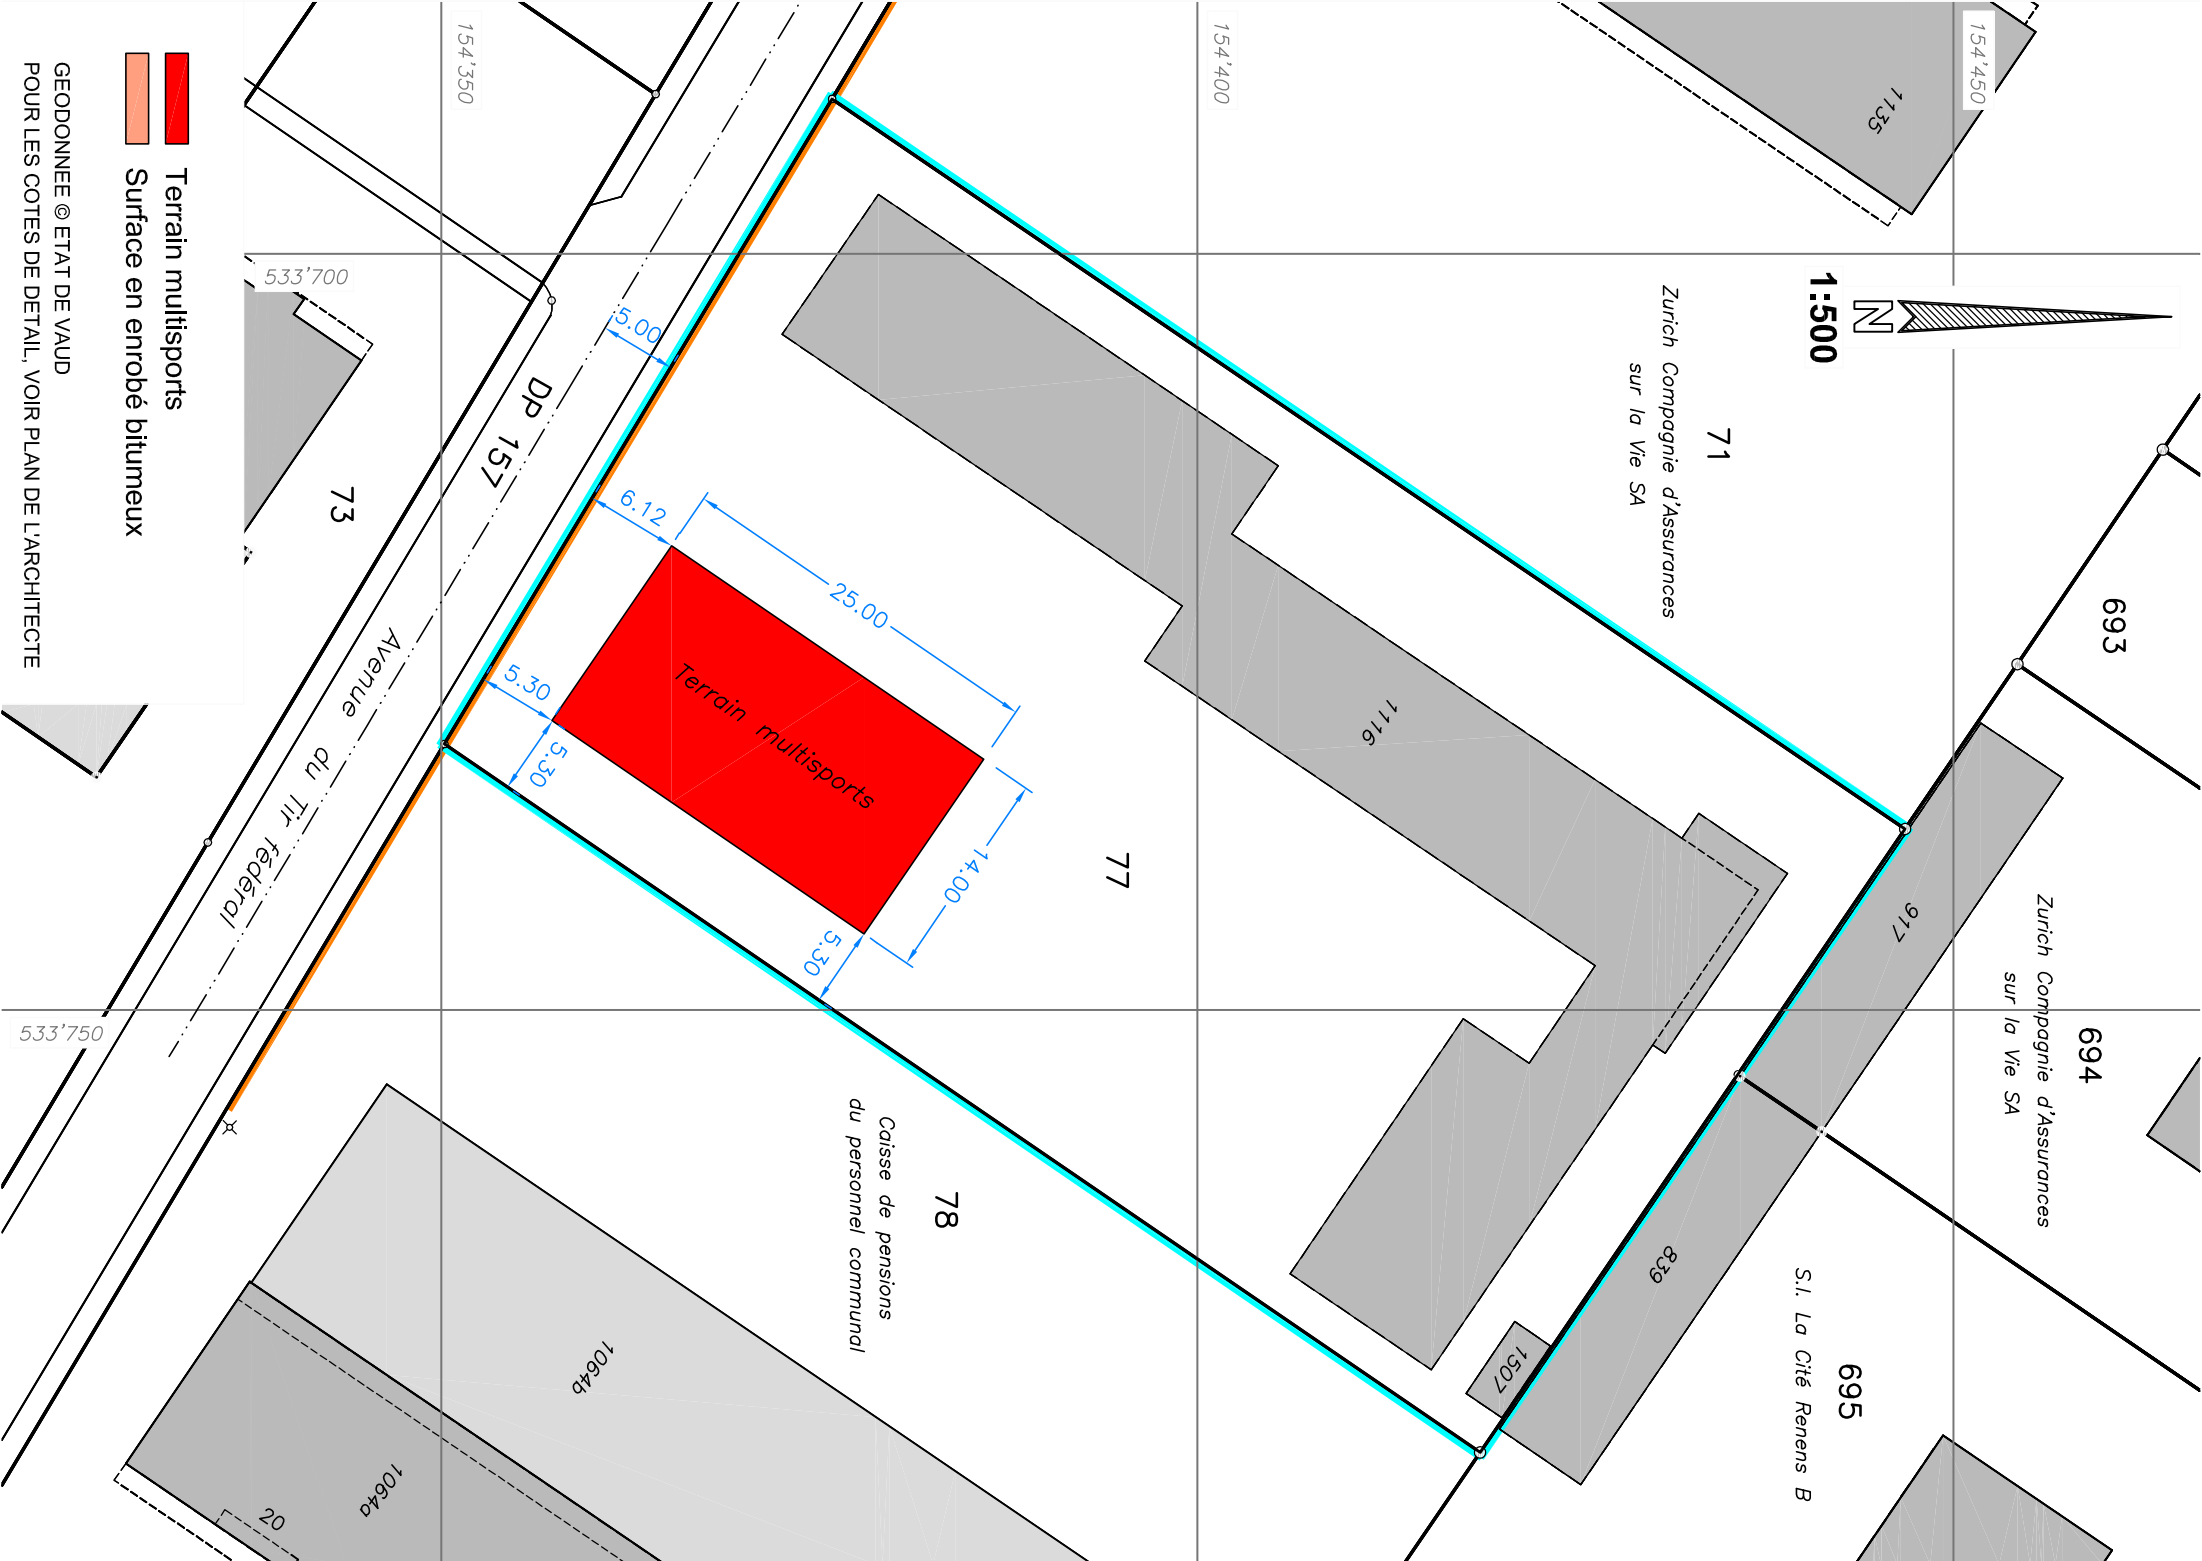 154'350
154'400
154'450
1135
Terrain multisports
Surface en enrobé bitumeux
GEODONNEE © ETAT DE VAUD
POUR LES COTES DE DETAIL, VOIR PLAN DE L'ARCHITECTE
533'700
1:500
N
71
Zurich Compagnie d'Assurances
sur la Vie SA
693
5.00
DP 157
73
6.12
25.00
Terrain multisports
5.30
5.30
14.00
5.30
1116
77
Avenue du Tir fédéral
917
694
Zurich Compagnie d'Assurances
sur la Vie SA
533'750
78
Caisse de pensions
du personnel communal
839
695
S.I. La Cité Renens B
1507
1064b
1064a
20